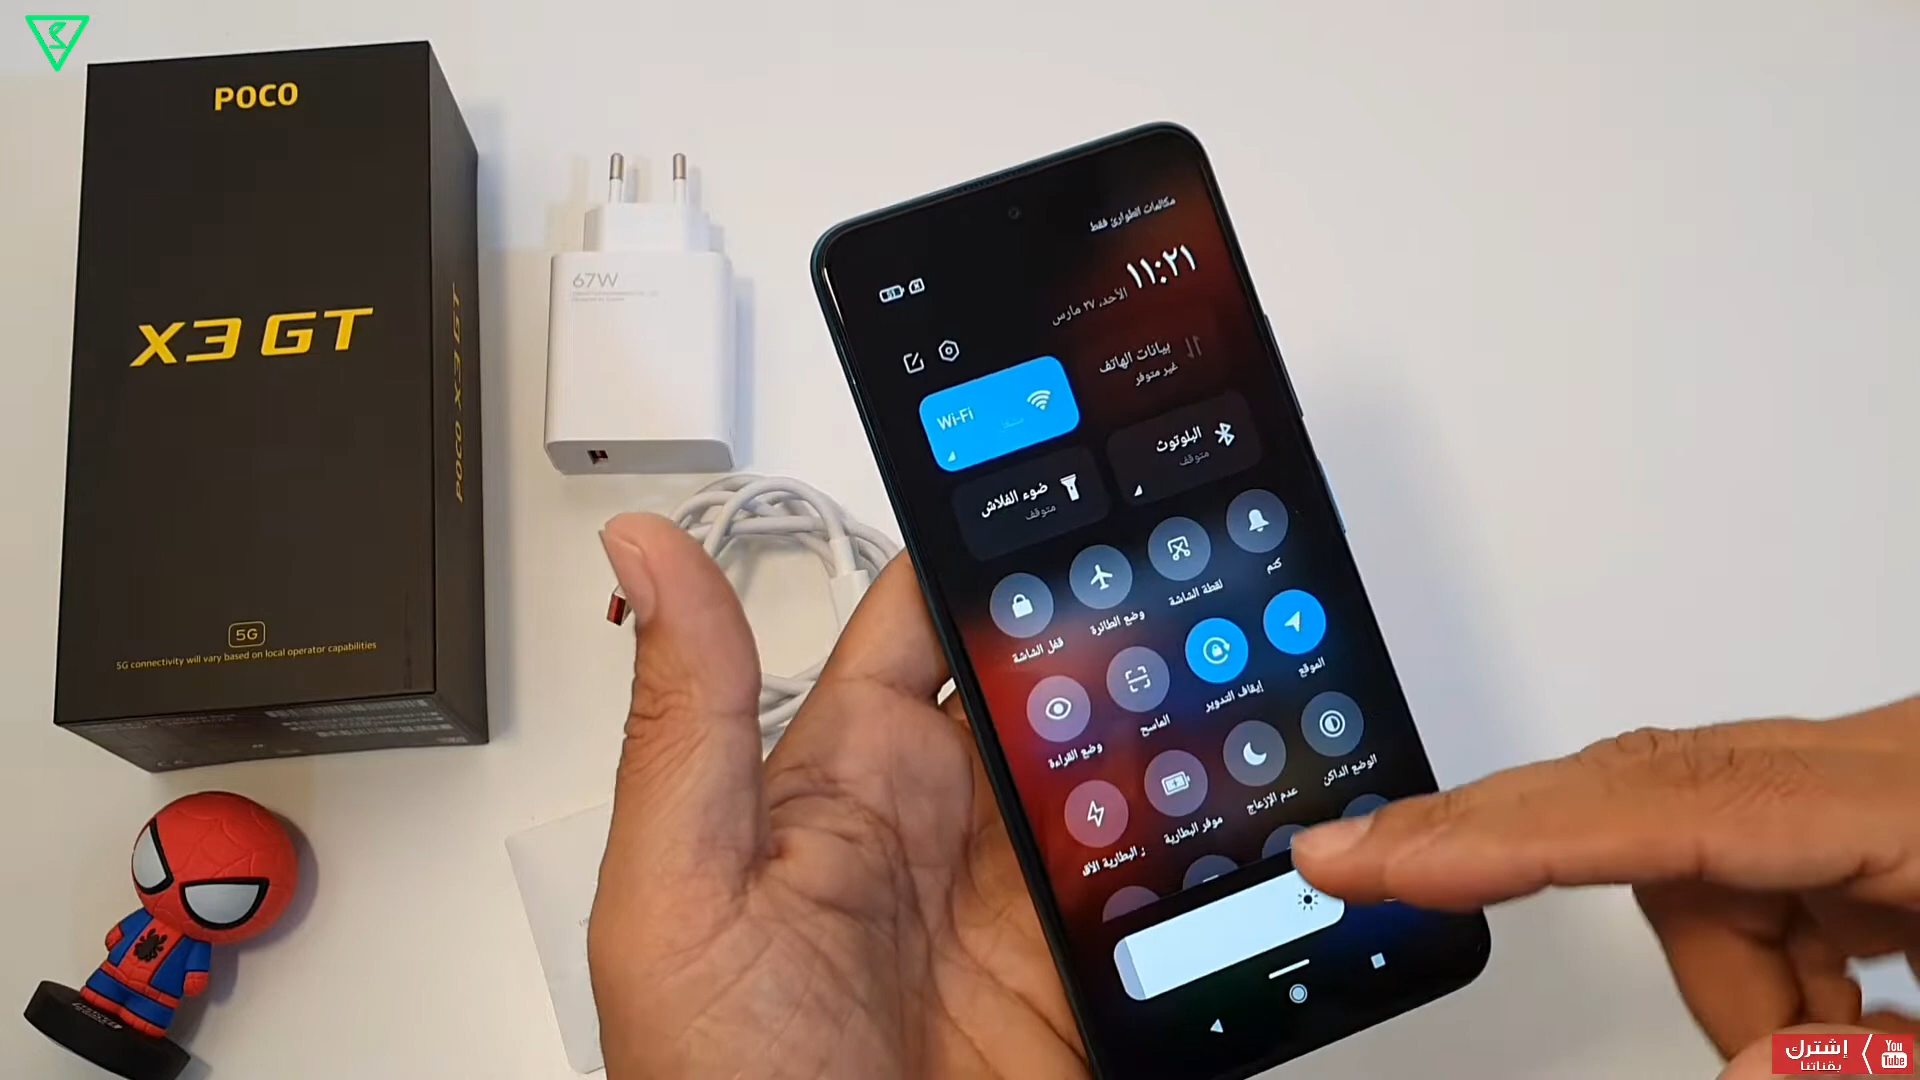 POCO
X3 GT
5G
5G connectivity will vary based on local operator capabilities
POCO X3 GT
67W
مكالمات الطوارئ فقط
١١:٢١
الأحد، ٢٧ مارس
بيانات الهاتف
غير متوفر
Wi-Fi
البلوتوث
متوقف
ضوء الفلاش
متوقف
كتم
لقطة الشاشة
وضع الطائرة
قفل الشاشة
الموقع
إيقاف التدوير
الماسح
وضع القراءة
الوضع الداكن
عدم الإزعاج
موفر البطارية
ز البطارية الأق
إشترك
بقناتنا
You
Tube